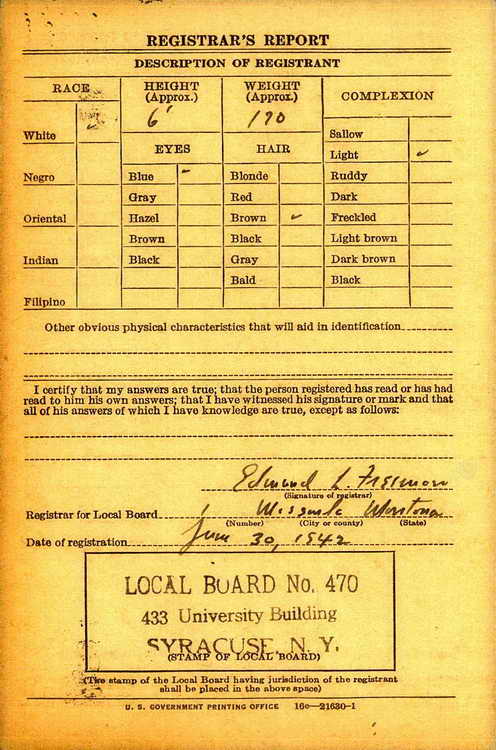 REGISTRAR'S REPORT
DESCRIPTION OF REGISTRANT
RACE
HEIGHT
(Approx.)
WEIGHT
(Approx.)
COMPLEXION
6'
170
White ✓
Sallow
EYES
HAIR
Light ✓
Negro
Blue ✓
Blonde
Ruddy
Gray
Red
Dark
Oriental
Hazel
Brown ✓
Freckled
Brown
Black
Light brown
Indian
Black
Gray
Dark brown
Bald
Black
Filipino
Other obvious physical characteristics that will aid in identification
I certify that my answers are true; that the person registered has read or has had
read to him his own answers; that I have witnessed his signature or mark and that
all of his answers of which I have knowledge are true, except as follows:
Edmund L. Freeman
(Signature of registrar)
Registrar for Local Board 1 Missoula Montana
(Number) (City or county) (State)
Date of registration June 30, 1942
LOCAL BOARD No. 470
433 University Building
SYRACUSE, N. Y.
(STAMP OF LOCAL BOARD)
(The stamp of the Local Board having jurisdiction of the registrant
shall be placed in the above space)
U. S. GOVERNMENT PRINTING OFFICE 16—21630-1